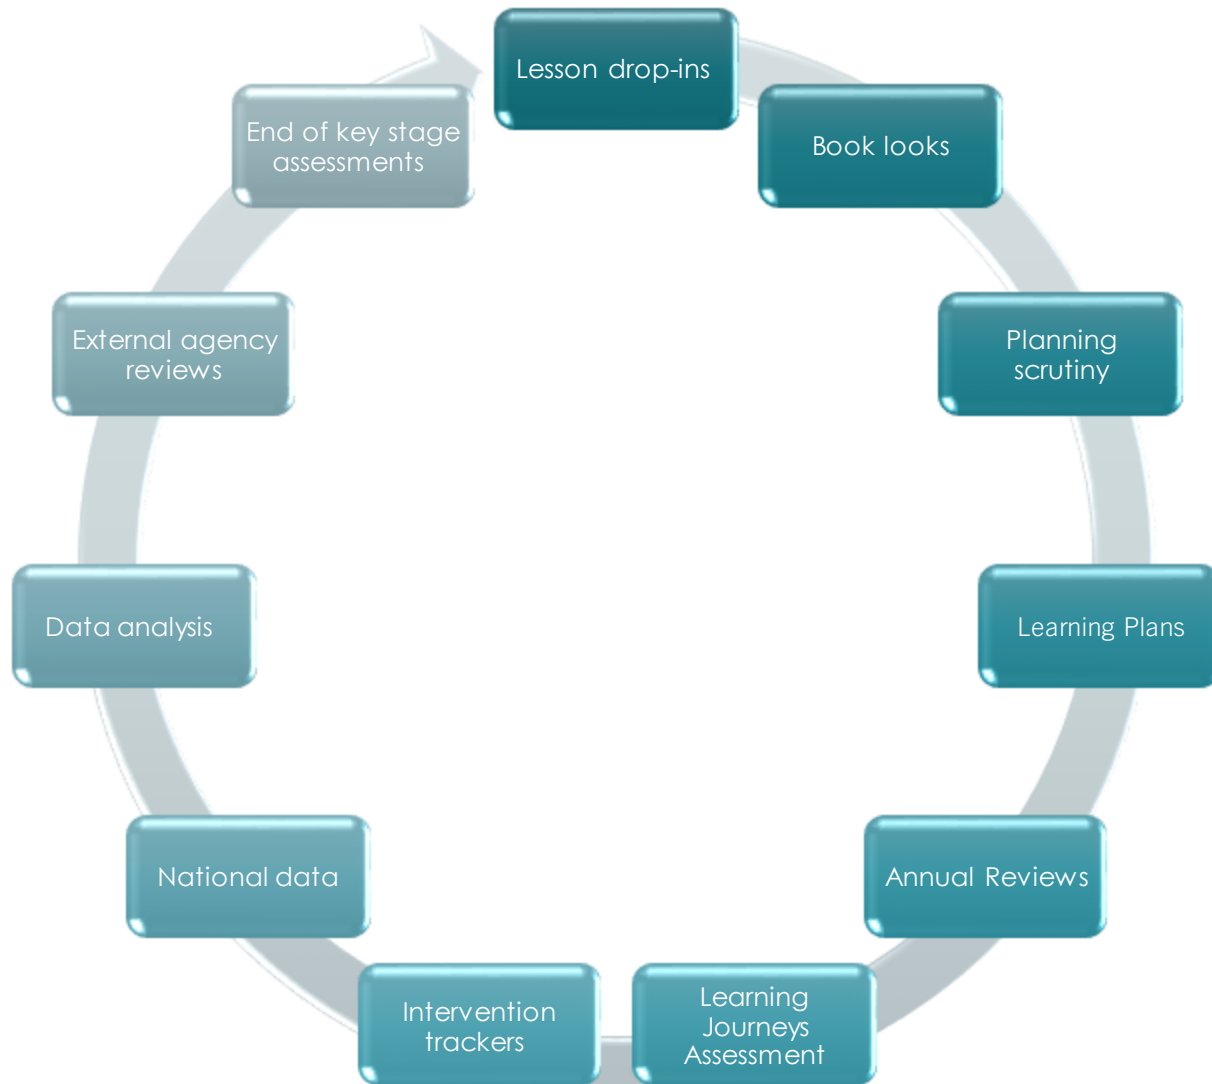 Lesson drop-ins
Book looks
Planning
scrutiny
Learning Plans
Annual Reviews
Learning
Journeys
Assessment
Intervention
trackers
National data
Data analysis
External agency
reviews
End of key stage
assessments